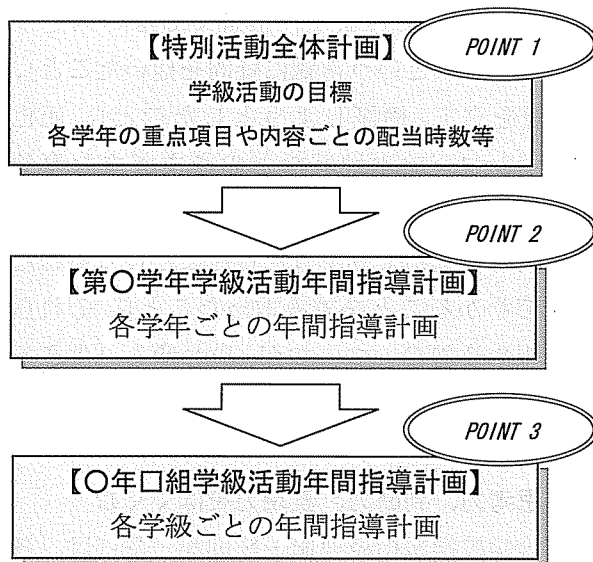 【特別活動全体計画】
POINT 1
学級活動の目標
各学年の重点項目や内容ごとの配当時数等
POINT 2
【第○学年学級活動年間指導計画】
各学年ごとの年間指導計画
POINT 3
【○年□組学級活動年間指導計画】
各学級ごとの年間指導計画